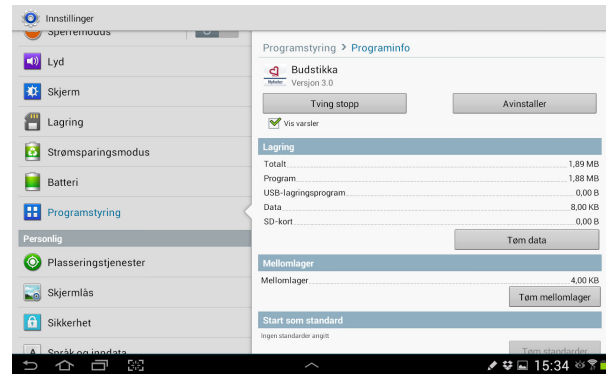 Innstillinger
Sperremodus
Lyd
Skjerm
Lagring
Strømsparingsmodus
Batteri
Programstyring
Personlig
Plasseringstjenester
Skjermlås
Sikkerhet
Språk og inndata
Programstyring > Programinfo
Budstikka
Nyheter
Versjon 3.0
Tving stopp
Avinstaller
Vis varsler
Lagring
Totalt 1,89 MB
Program 1,88 MB
USB-lagringsprogram 0,00 B
Data 8,00 KB
SD-kort 0,00 B
Tøm data
Mellomlager
Mellomlager 4,00 KB
Tøm mellomlager
Start som standard
Ingen standarder angitt
Tøm standarder
15:34